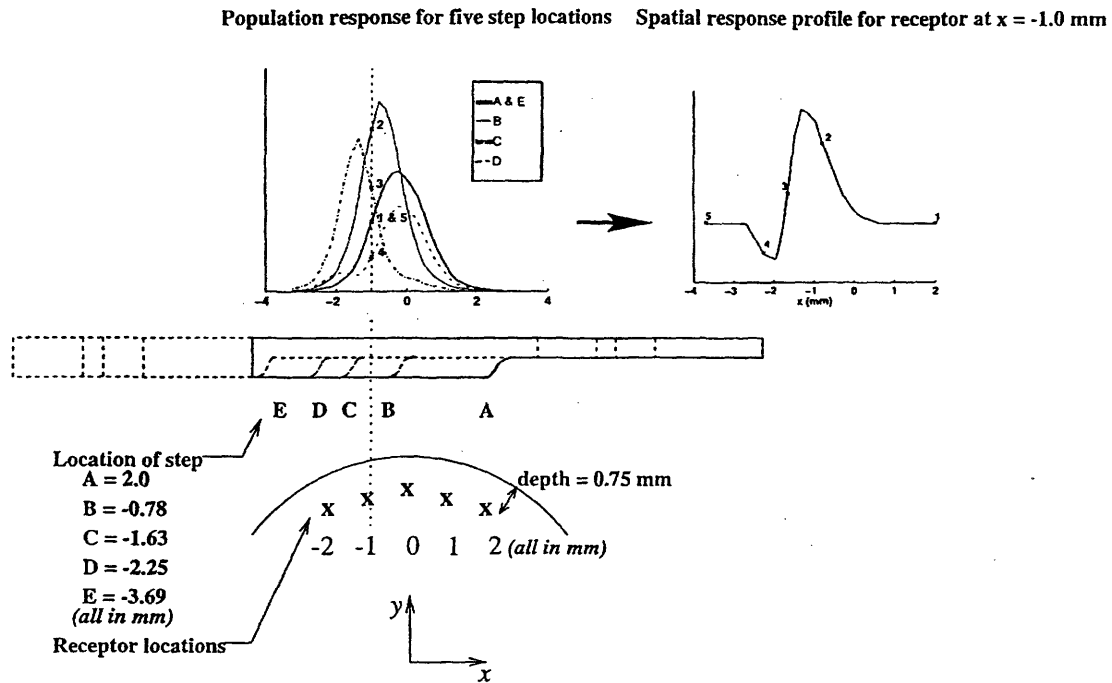 Population response for five step locations
Spatial response profile for receptor at x = -1.0 mm
A & E
B
C
D
2
3
1 & 5
4
-4 -2 0 2 4
5
4
3
2
1
-4 -3 -2 -1 0 1 2
x (mm)
E D C B A
Location of step
A = 2.0
B = -0.78
C = -1.63
D = -2.25
E = -3.69
(all in mm)
depth = 0.75 mm
x x x x x
-2 -1 0 1 2 (all in mm)
Receptor locations
y
x